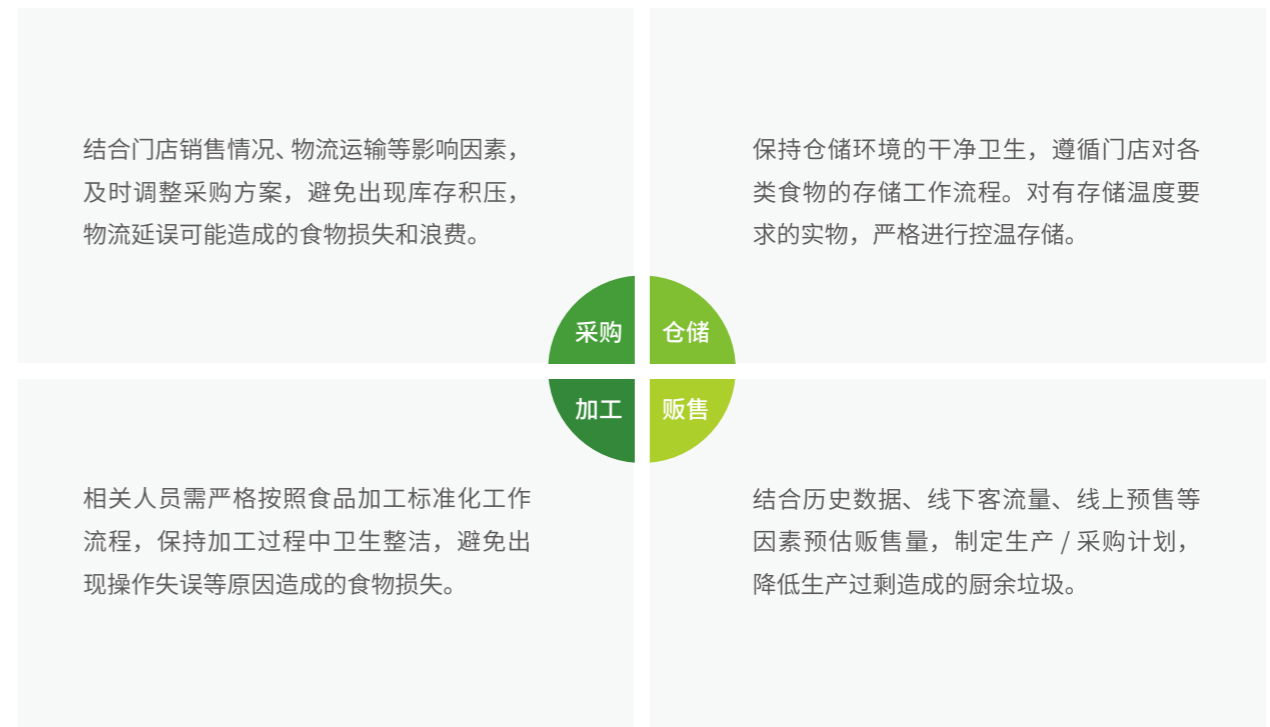 结合门店销售情况、物流运输等影响因素，
及时调整采购方案，避免出现库存积压，
物流延误可能造成的食物损失和浪费。
保持仓储环境的干净卫生，遵循门店对各
类食物的存储工作流程。对有存储温度要
求的实物，严格进行控温存储。
采购
仓储
加工
贩售
相关人员需严格按照食品加工标准化工作
流程，保持加工过程中卫生整洁，避免出
现操作失误等原因造成的食物损失。
结合历史数据、线下客流量、线上预售等
因素预估贩售量，制定生产 / 采购计划，
降低生产过剩造成的厨余垃圾。